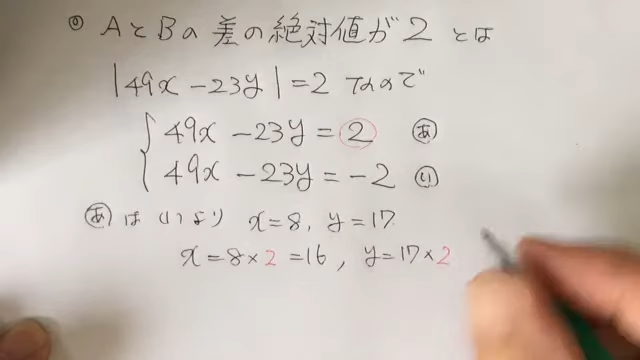 ◎ AとBの差の絶対値が2とは
|49x-23y|=2 なので
49x-23y=2 あ
49x-23y=-2 い
あは(1)より x=8, y=17
x=8×2=16, y=17×2